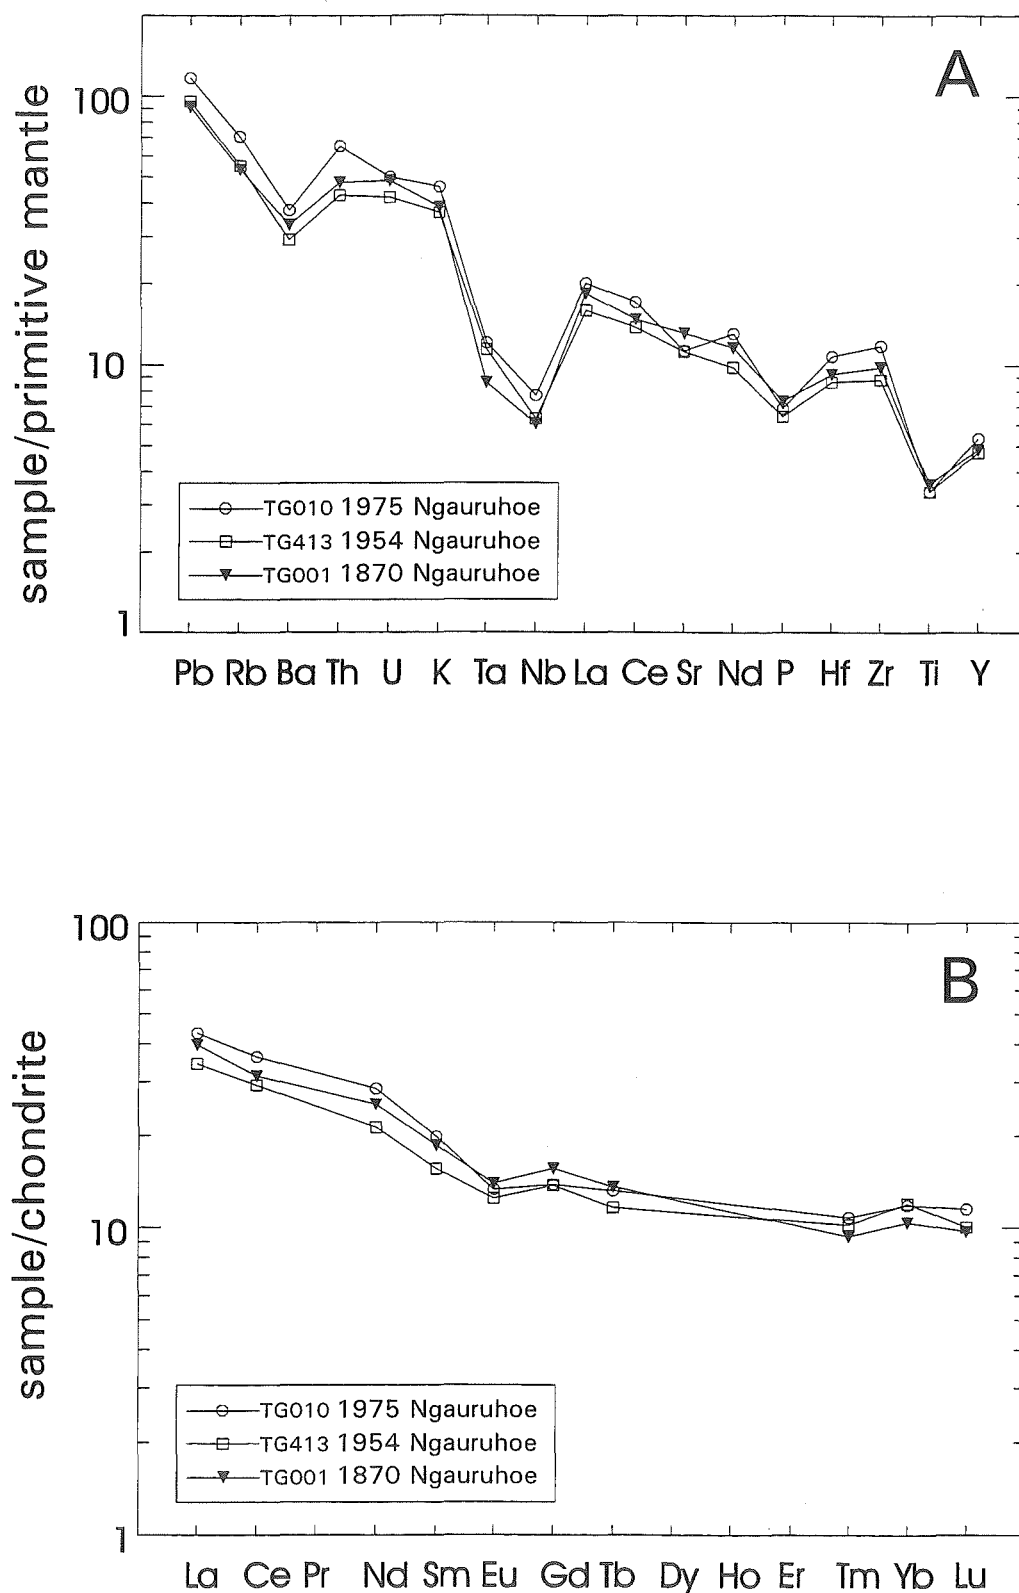 A
sample/primitive mantle
100
10
1
TG010 1975 Ngauruhoe
TG413 1954 Ngauruhoe
TG001 1870 Ngauruhoe
Pb Rb Ba Th U K Ta Nb La Ce Sr Nd P Hf Zr Ti Y
B
sample/chondrite
100
10
1
TG010 1975 Ngauruhoe
TG413 1954 Ngauruhoe
TG001 1870 Ngauruhoe
La Ce Pr Nd Sm Eu Gd Tb Dy Ho Er Tm Yb Lu